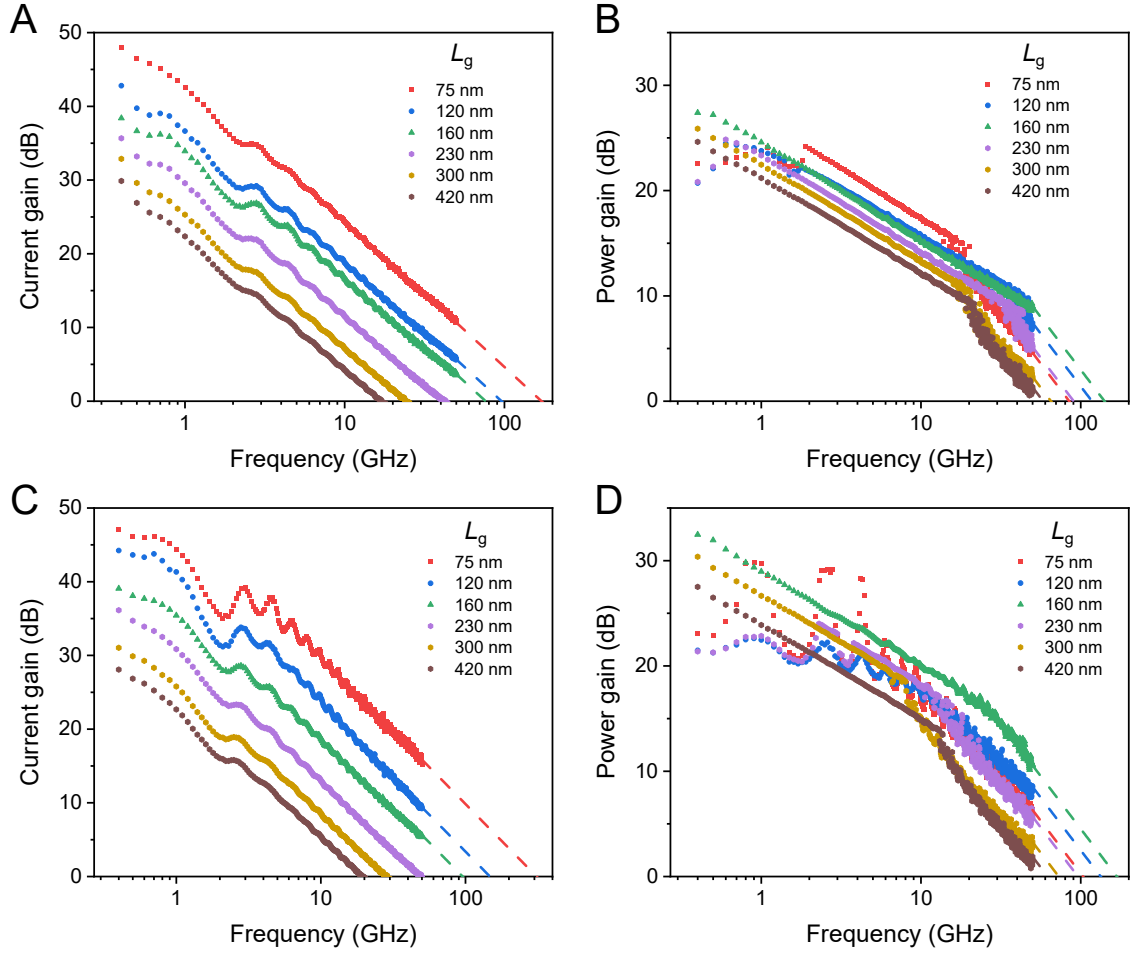 A
50
40
30
20
10
0
Current gain (dB)
1
10
100
Frequency (GHz)
Lg
75 nm
120 nm
160 nm
230 nm
300 nm
420 nm
B
30
20
10
0
Power gain (dB)
1
10
100
Frequency (GHz)
Lg
75 nm
120 nm
160 nm
230 nm
300 nm
420 nm
C
50
40
30
20
10
0
Current gain (dB)
1
10
100
Frequency (GHz)
Lg
75 nm
120 nm
160 nm
230 nm
300 nm
420 nm
D
30
20
10
0
Power gain (dB)
1
10
100
Frequency (GHz)
Lg
75 nm
120 nm
160 nm
230 nm
300 nm
420 nm